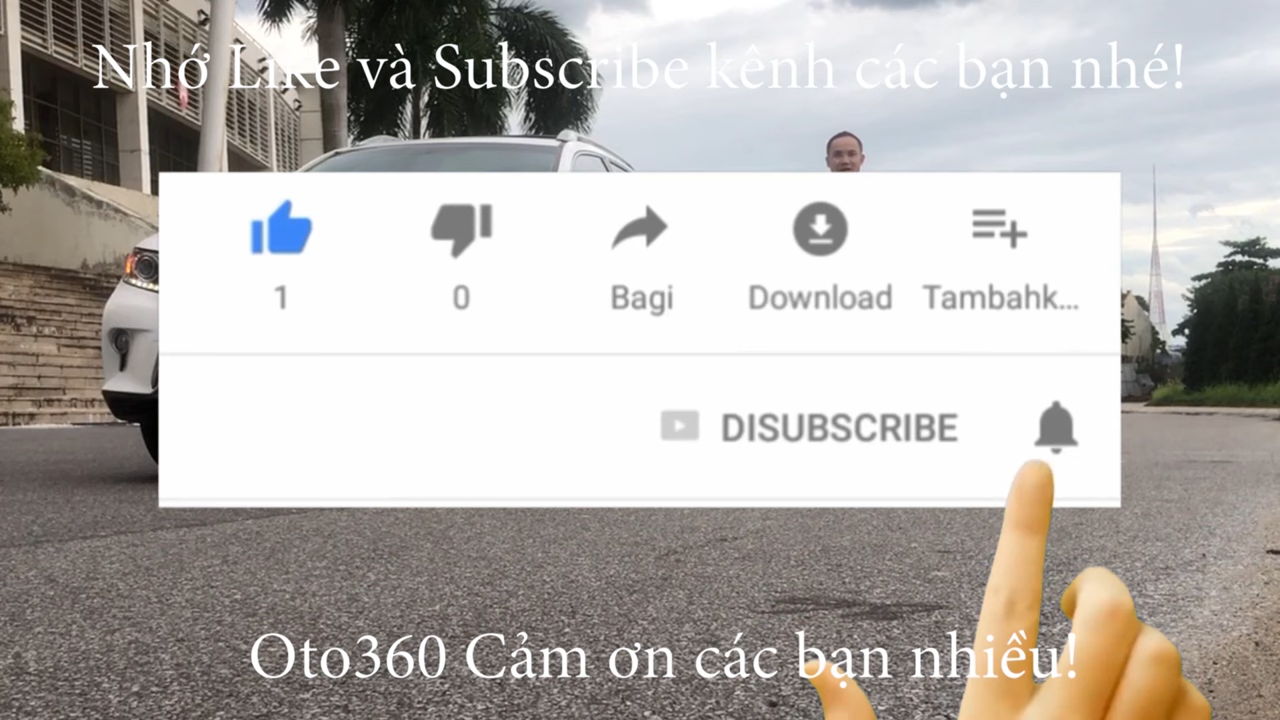 Nhớ Like và Subscribe kênh các bạn nhé!
1 0 Bagi Download Tambahk...
DISUBSCRIBE
Oto360 Cảm ơn các bạn nhiều!